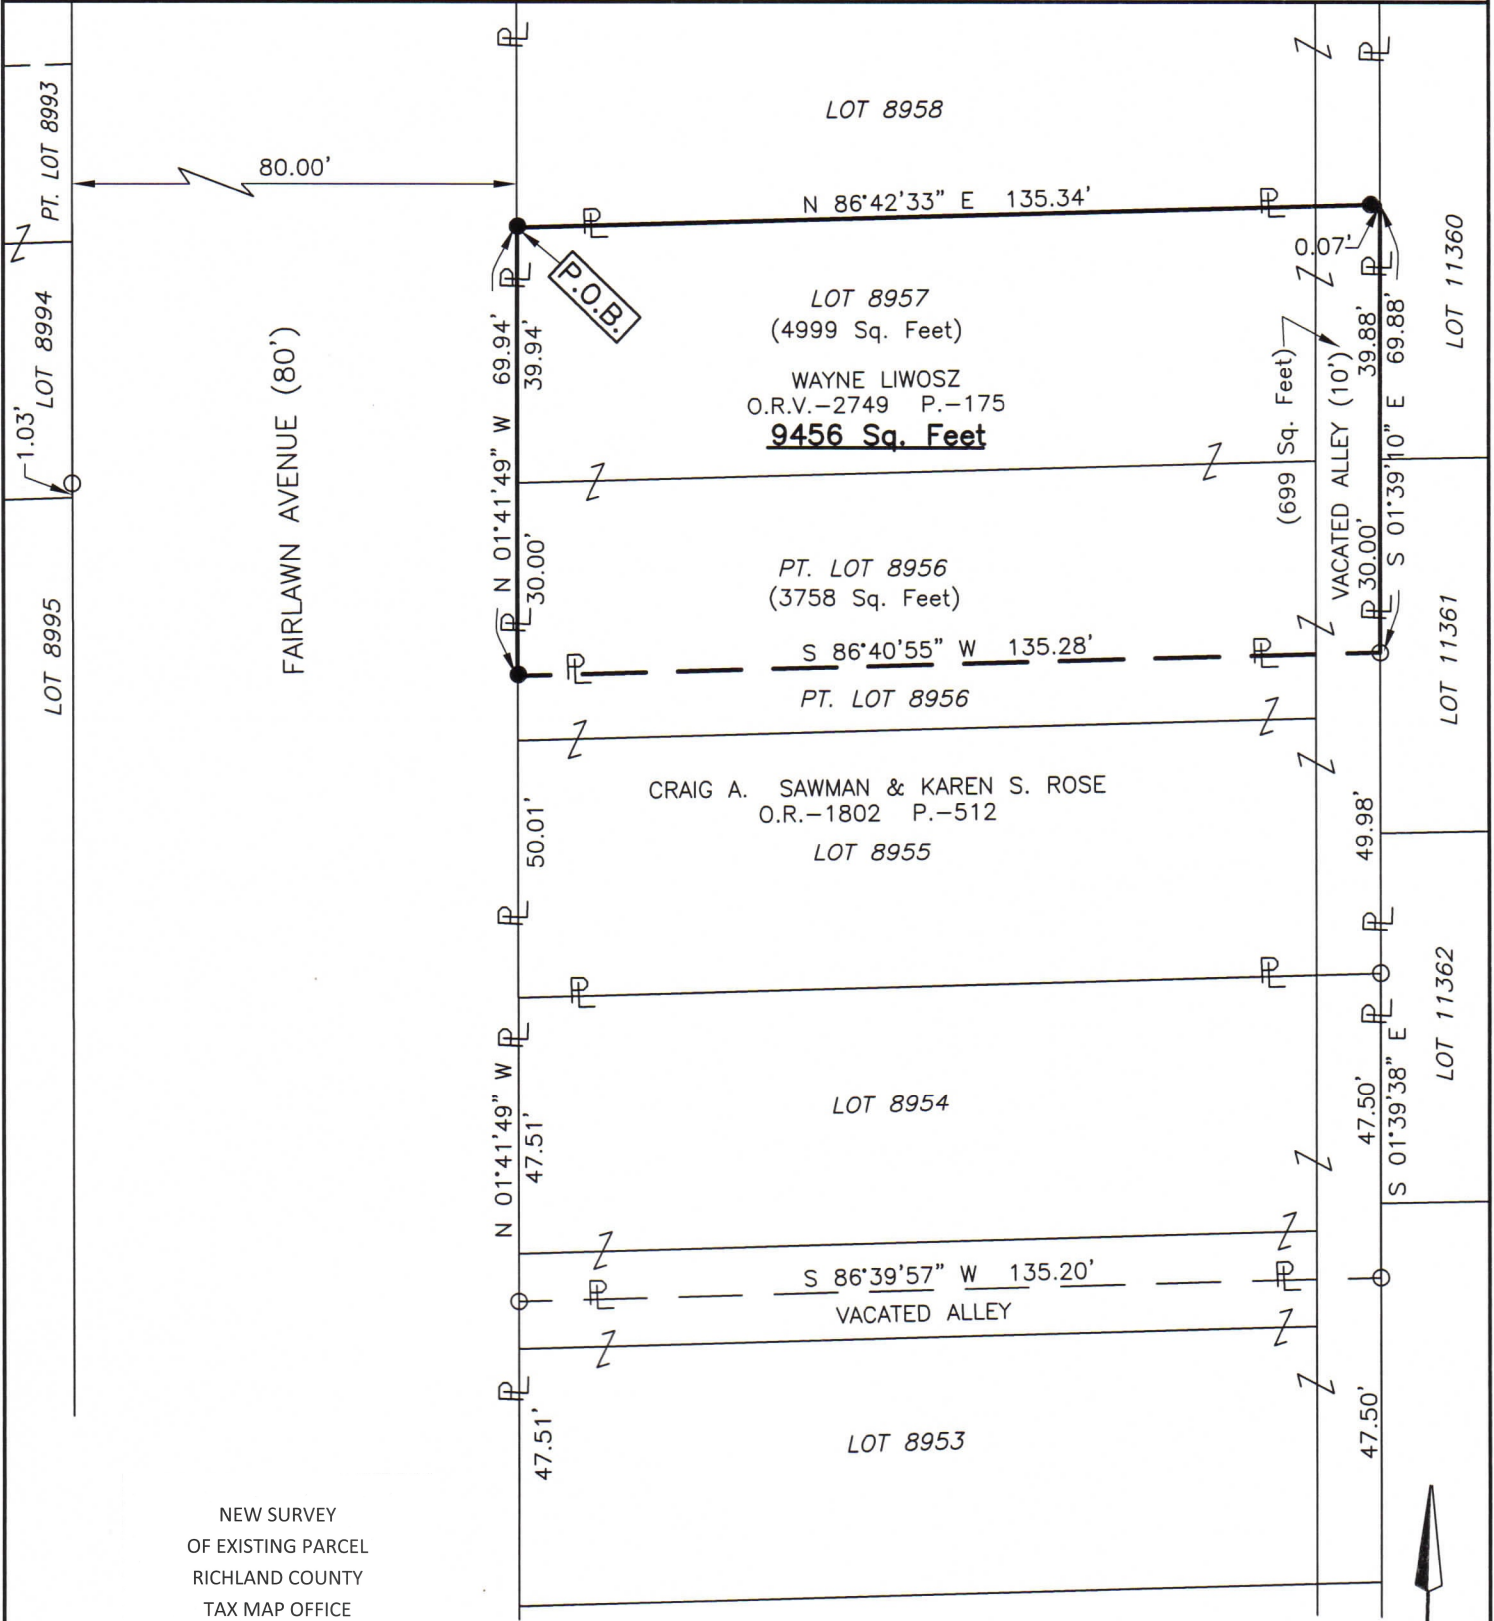 LOT 8958
PT. LOT 8993
80.00'
N 86°42'33" E 135.34'
0.07'
P.O.B.
LOT 11360
LOT 8994
1.03'
FAIRLAWN AVENUE (80')
N 01°41'49" W 69.94'
39.94'
30.00'
LOT 8957
(4999 Sq. Feet)
WAYNE LIWOSZ
O.R.V.-2749 P.-175
9456 Sq. Feet
(699 Sq. Feet)
VACATED ALLEY (10')
39.88'
30.00'
S 01°39'10" E 69.88'
PT. LOT 8956
(3758 Sq. Feet)
LOT 8995
S 86°40'55" W 135.28'
LOT 11361
PT. LOT 8956
CRAIG A. SAWMAN & KAREN S. ROSE
O.R.-1802 P.-512
LOT 8955
50.01'
49.98'
LOT 11362
N 01°41'49" W
47.51'
LOT 8954
47.50'
S 01°39'38" E
S 86°39'57" W 135.20'
VACATED ALLEY
47.51'
LOT 8953
47.50'
NEW SURVEY
OF EXISTING PARCEL
RICHLAND COUNTY
TAX MAP OFFICE